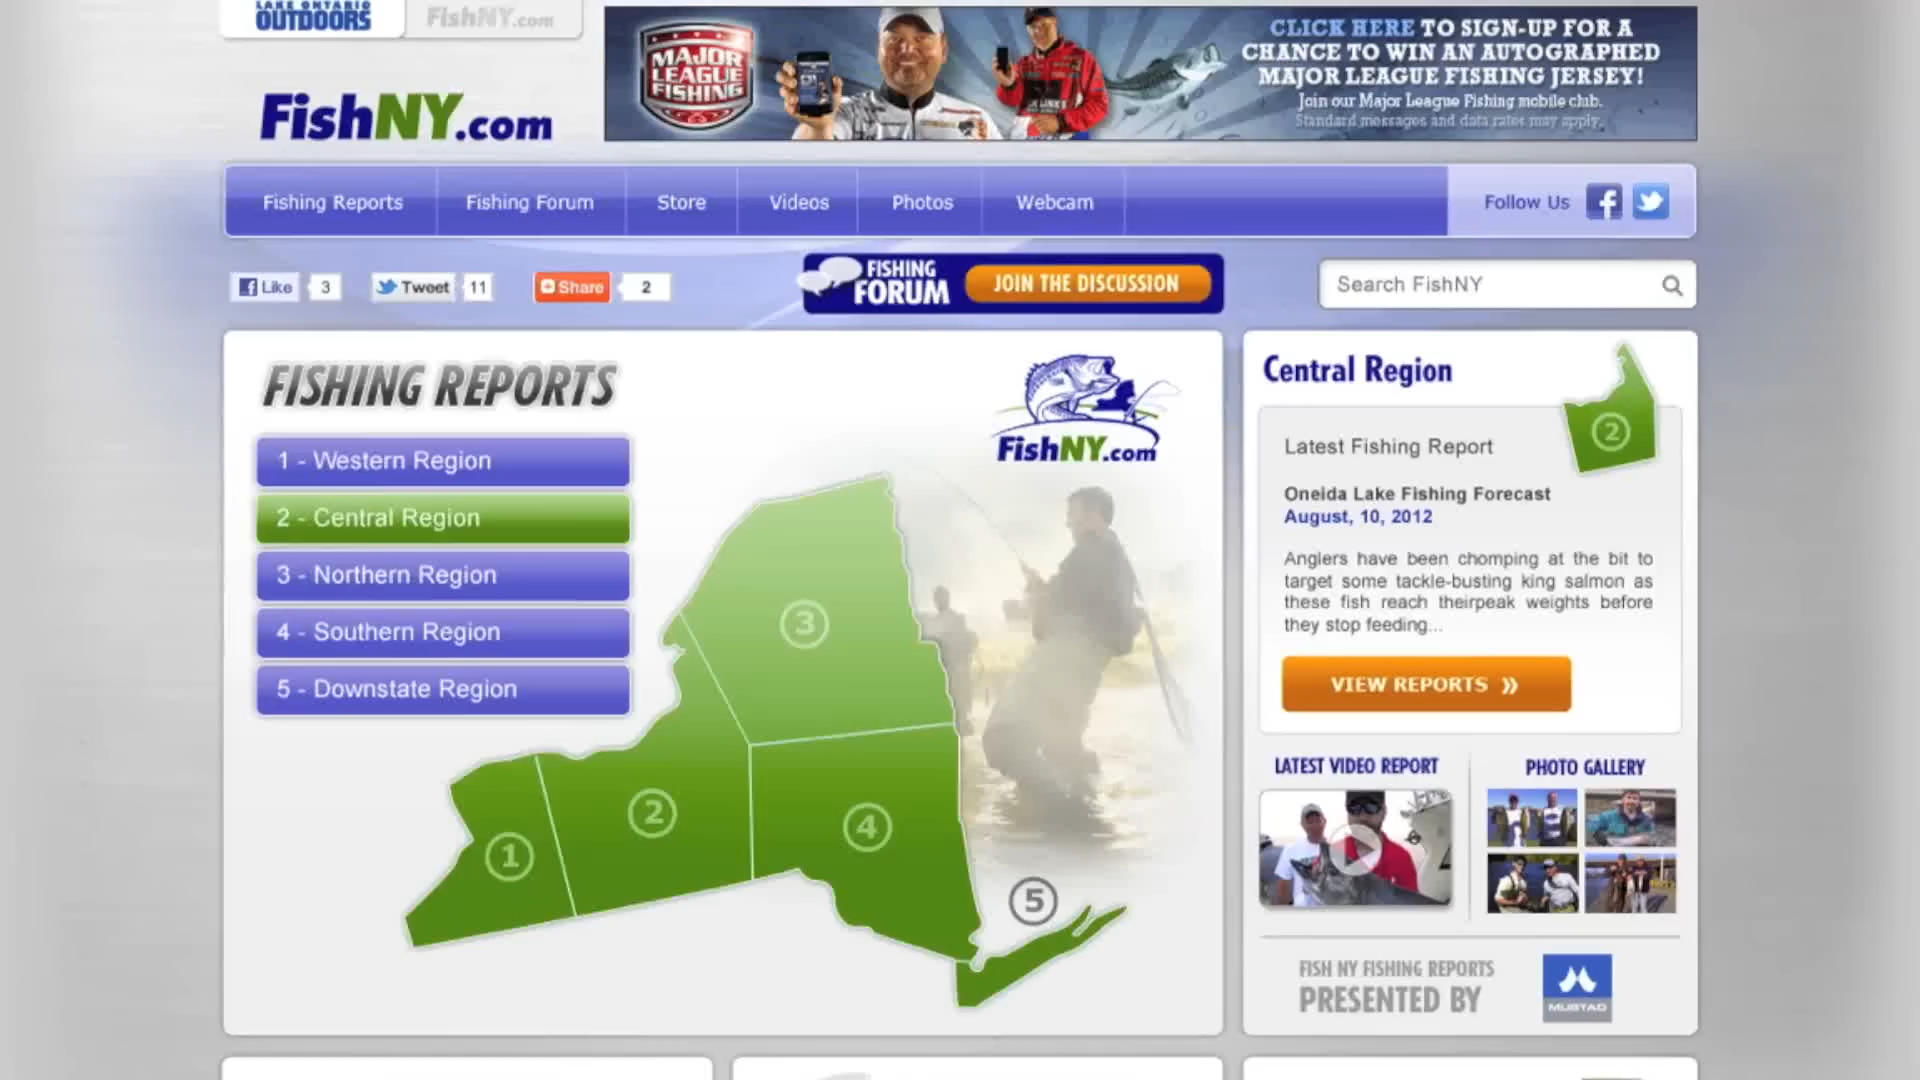 LAKE ONTARIO
OUTDOORS
FishNY.com
FishNY.com
MAJOR
LEAGUE
FISHING
CLICK HERE TO SIGN-UP FOR A
CHANCE TO WIN AN AUTOGRAPHED
MAJOR LEAGUE FISHING JERSEY!
Join our Major League Fishing mobile club.
Standard messages and data rates may apply.
Fishing Reports
Fishing Forum
Store
Videos
Photos
Webcam
Follow Us
Like 3
Tweet 11
Share 2
FISHING
FORUM
JOIN THE DISCUSSION
Search FishNY
FISHING REPORTS
FishNY.com
1 - Western Region
2 - Central Region
3 - Northern Region
4 - Southern Region
5 - Downstate Region
3
2
4
1
5
Central Region
2
Latest Fishing Report
Oneida Lake Fishing Forecast
August, 10, 2012
Anglers have been chomping at the bit to
target some tackle-busting king salmon as
these fish reach theirpeak weights before
they stop feeding...
VIEW REPORTS »
LATEST VIDEO REPORT
PHOTO GALLERY
FISH NY FISHING REPORTS
PRESENTED BY
MUSTAD